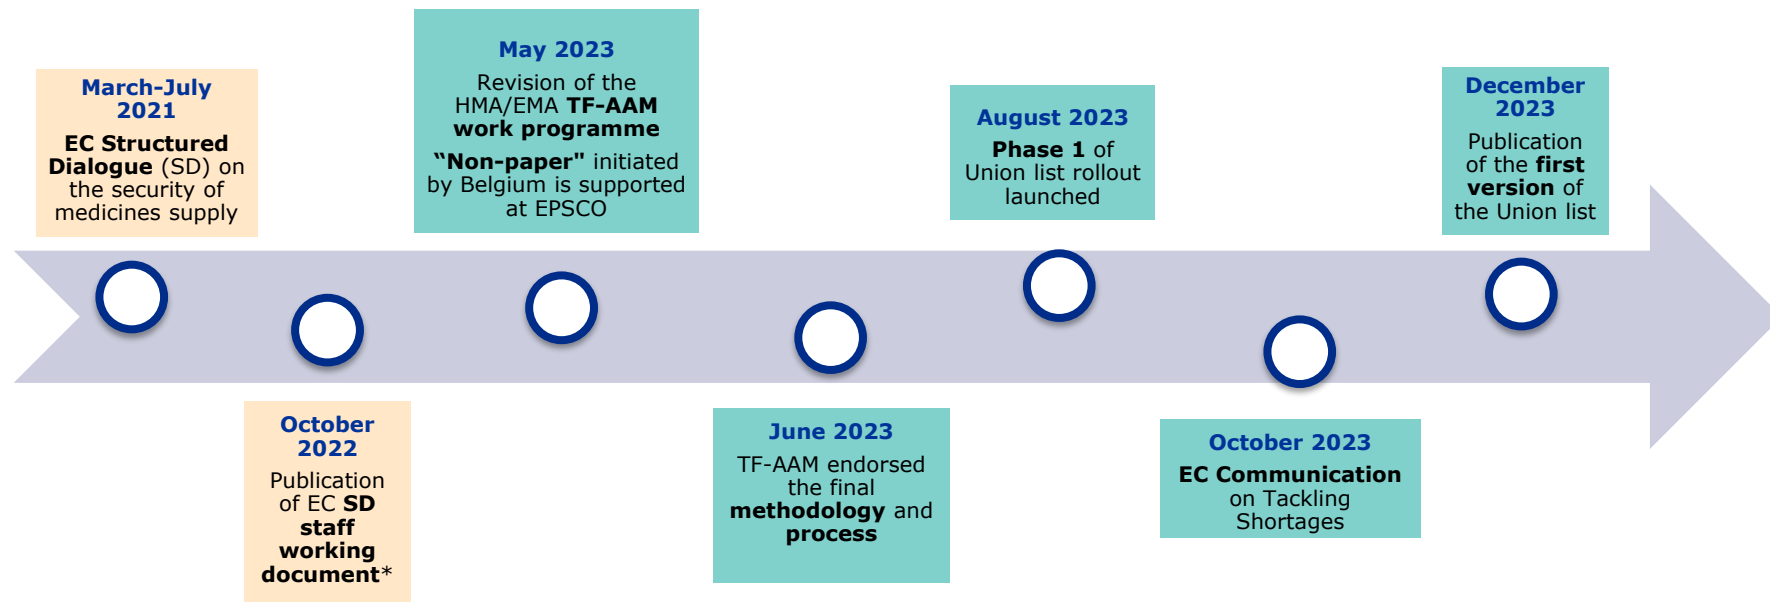 March-July
2021
EC Structured
Dialogue (SD) on
the security of
medicines supply
October
2022
Publication
of EC SD
staff
working
document*
May 2023
Revision of the
HMA/EMA TF-AAM
work programme
“Non-paper" initiated
by Belgium is supported
at EPSCO
June 2023
TF-AAM endorsed
the final
methodology and
process
August 2023
Phase 1 of
Union list rollout
launched
October 2023
EC Communication
on Tackling
Shortages
December
2023
Publication
of the first
version of
the Union list